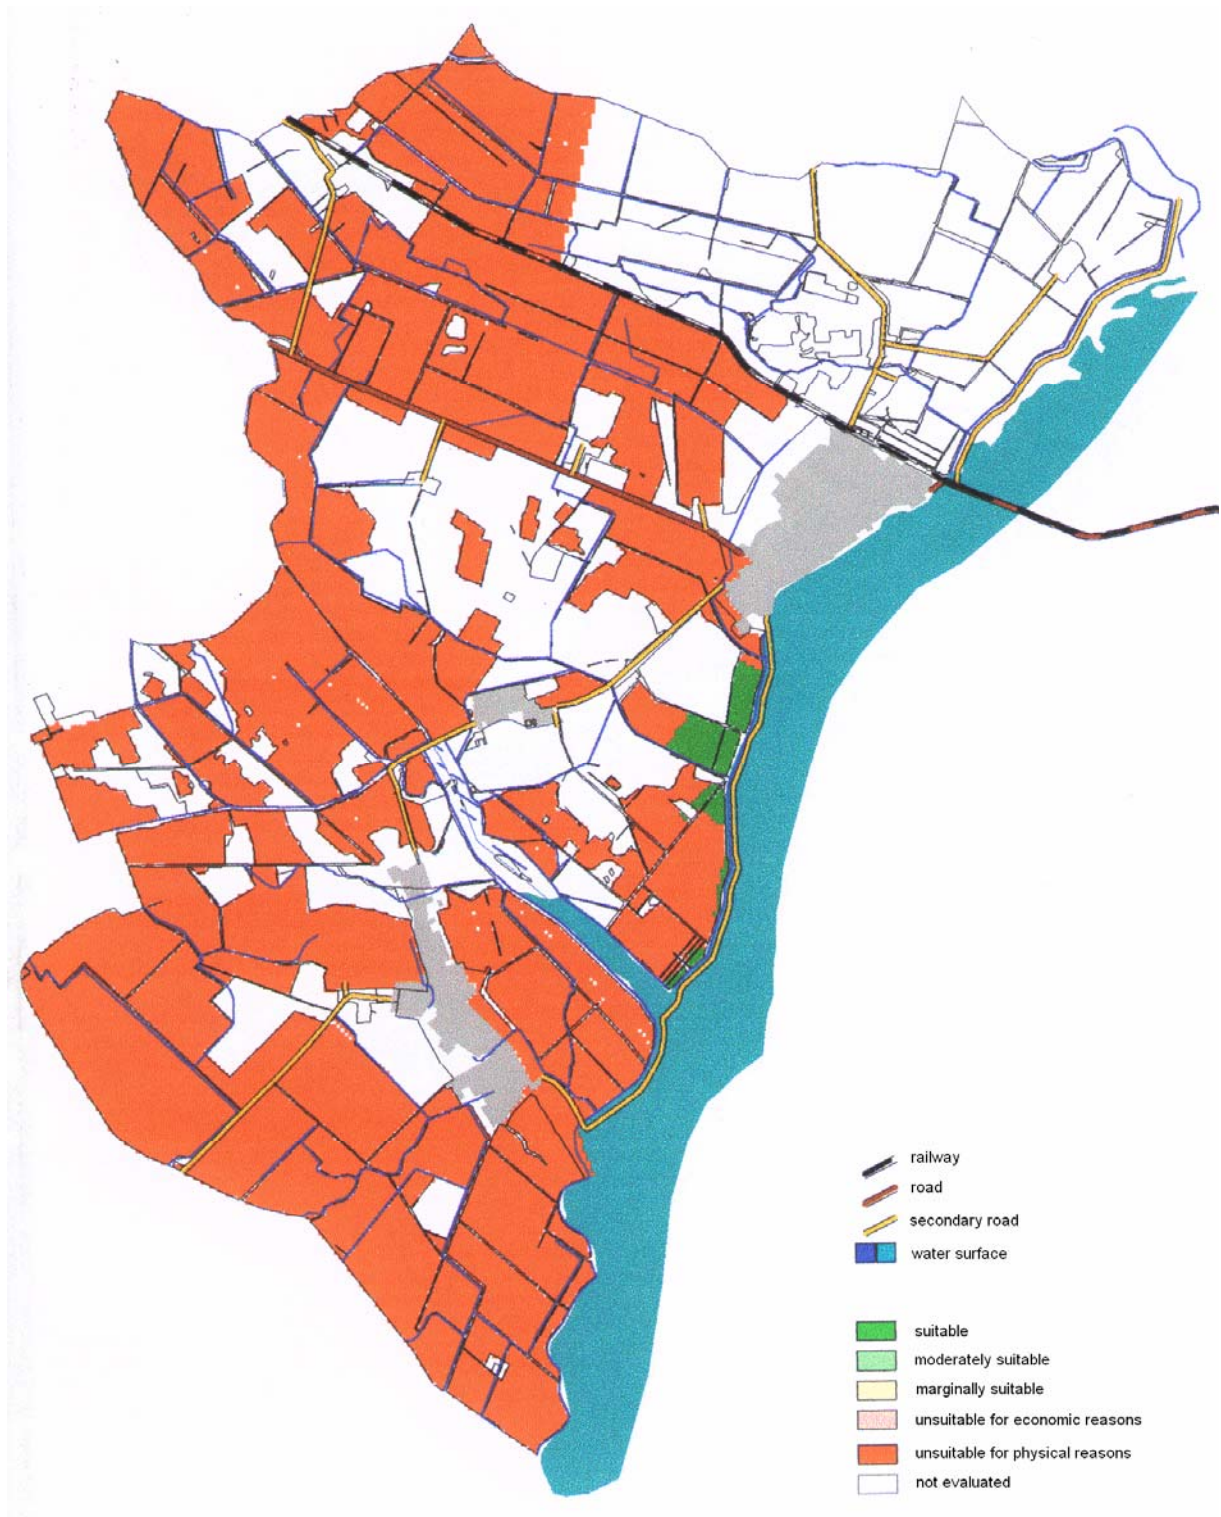 railway
road
secondary road
water surface
suitable
moderately suitable
marginally suitable
unsuitable for economic reasons
unsuitable for physical reasons
not evaluated